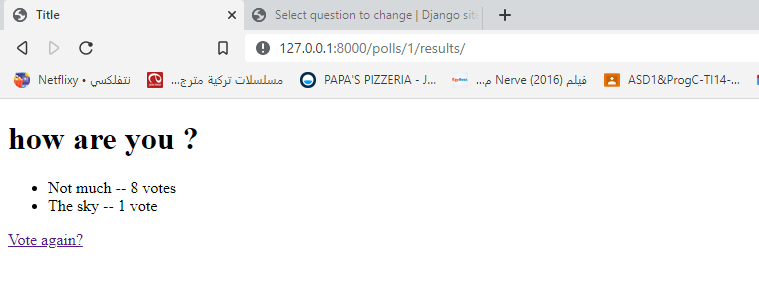 Title
Select question to change | Django sit
127.0.0.1:8000/polls/1/results/
نتفلكسي • Netflixy
مسلسلات تركية مترج...
PAPA'S PIZZERIA - J...
فيلم Nerve (2016) م...
ASD1&ProgC-TI14-...
how are you ?
• Not much -- 8 votes
• The sky -- 1 vote
Vote again?